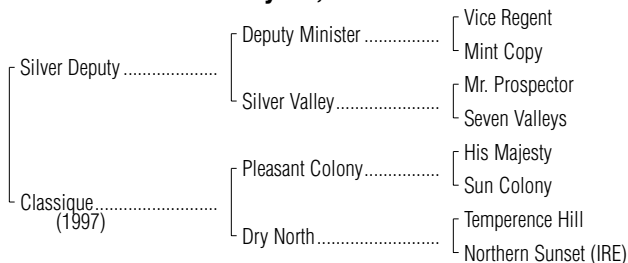 Vice Regent
Deputy Minister ..................
Mint Copy
Silver Deputy .....................
Mr. Prospector
Silver Valley.........................
Seven Valleys
His Majesty
Pleasant Colony..................
Sun Colony
Classique...........................
(1997)
Temperence Hill
Dry North.............................
Northern Sunset (IRE)